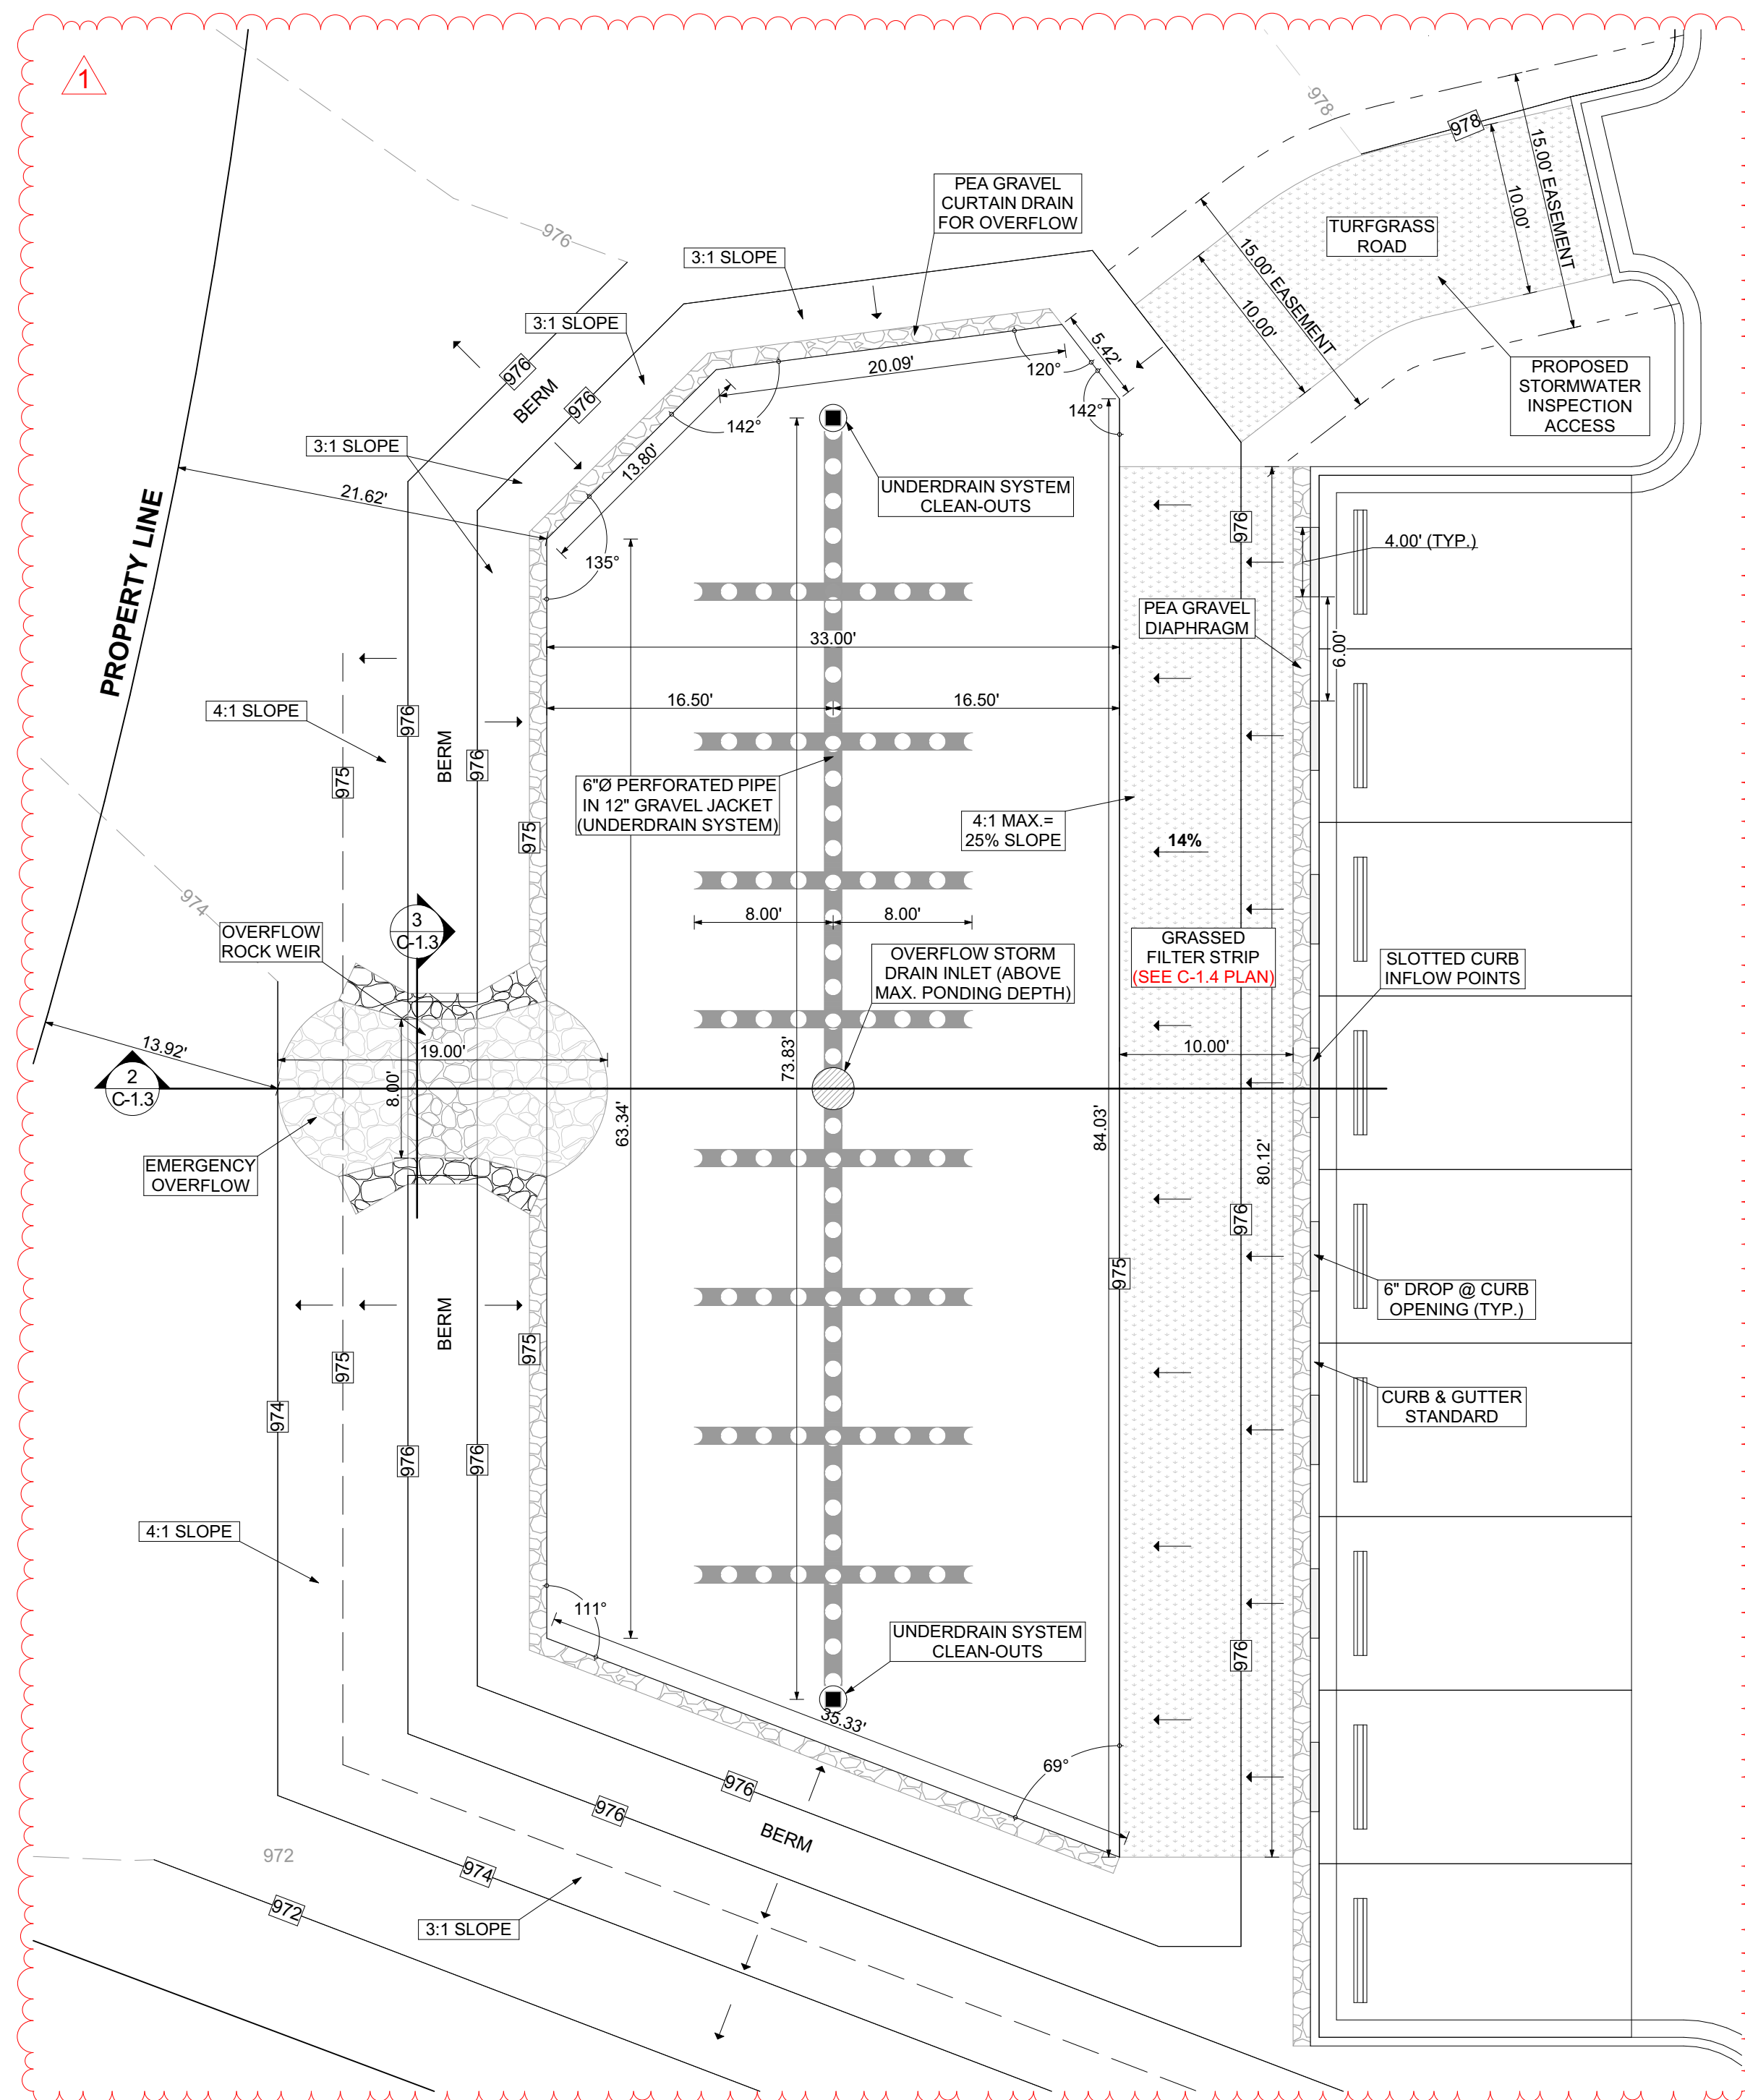 1
978
978
15.00' EASEMENT
10.00'
PEA GRAVEL
CURTAIN DRAIN
FOR OVERFLOW
TURFGRASS
ROAD
976
3:1 SLOPE
15.00' EASEMENT
10.00'
3:1 SLOPE
5.42'
20.09'
120°
976
BERM
976
142°
142°
PROPOSED
STORMWATER
INSPECTION
ACCESS
3:1 SLOPE
13.80'
21.62'
UNDERDRAIN SYSTEM
CLEAN-OUTS
PROPERTY LINE
976
4.00' (TYP.)
135°
PEA GRAVEL
DIAPHRAGM
33.00'
6.00'
4:1 SLOPE
976
BERM
976
16.50'
16.50'
975
6"Ø PERFORATED PIPE
IN 12" GRAVEL JACKET
(UNDERDRAIN SYSTEM)
975
4:1 MAX.=
25% SLOPE
14%
974
8.00'
8.00'
3
C-1.3
OVERFLOW
ROCK WEIR
OVERFLOW STORM
DRAIN INLET (ABOVE
MAX. PONDING DEPTH)
GRASSED
FILTER STRIP
(SEE C-1.4 PLAN)
SLOTTED CURB
INFLOW POINTS
13.92'
19.00'
8.00'
73.83'
10.00'
2
C-1.3
63.34'
84.03'
80.12'
EMERGENCY
OVERFLOW
976
975
6" DROP @ CURB
OPENING (TYP.)
BERM
975
975
974
976
976
CURB & GUTTER
STANDARD
4:1 SLOPE
111°
UNDERDRAIN SYSTEM
CLEAN-OUTS
976
35.33'
69°
976
976
BERM
972
974
972
3:1 SLOPE